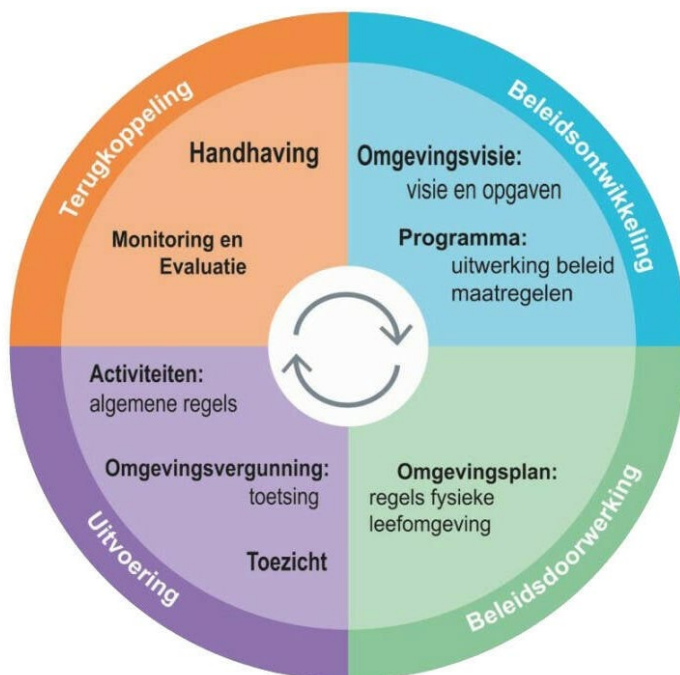 Terugkoppeling
Handhaving
Monitoring en
Evaluatie
Beleidsontwikkeling
Omgevingsvisie:
visie en opgaven
Programma:
uitwerking beleid
maatregelen
Beleidsdoorwerking
Omgevingsplan:
regels fysieke
leefomgeving
Uitvoering
Activiteiten:
algemene regels
Omgevingsvergunning:
toetsing
Toezicht